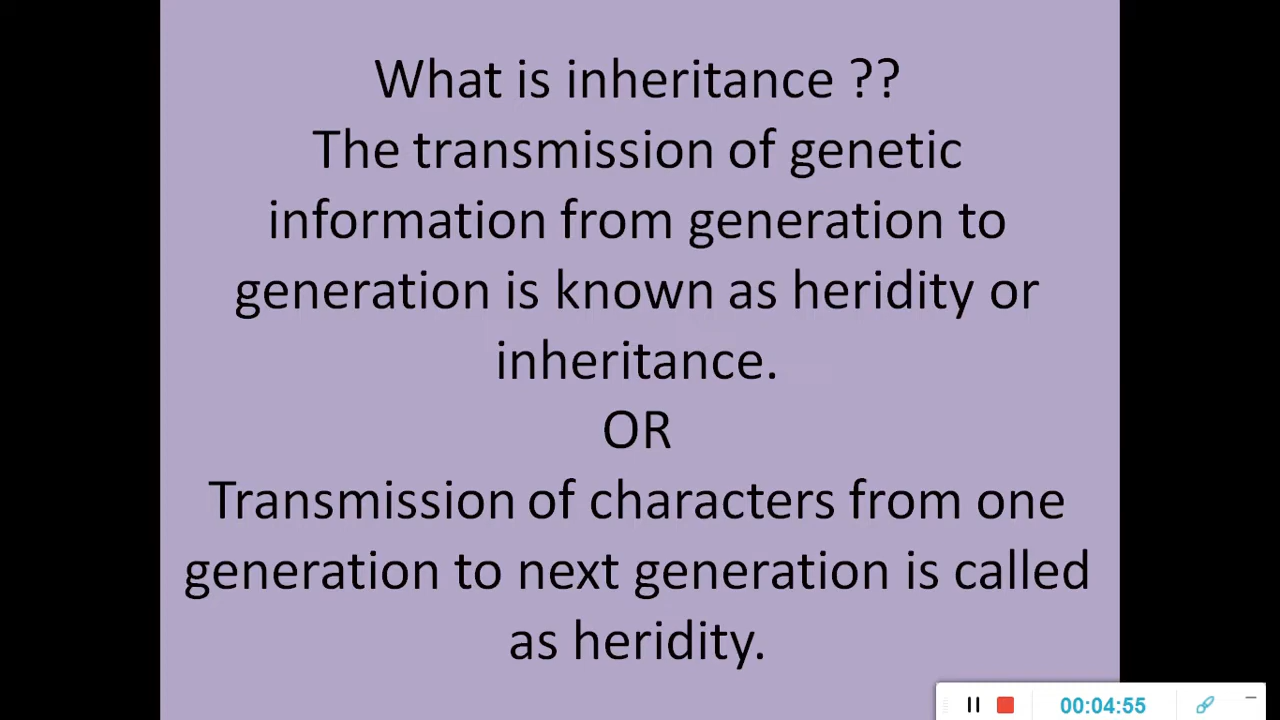 What is inheritance ??
The transmission of genetic
information from generation to
generation is known as heridity or
inheritance.
OR
Transmission of characters from one
generation to next generation is called
as heridity.
00:04:55